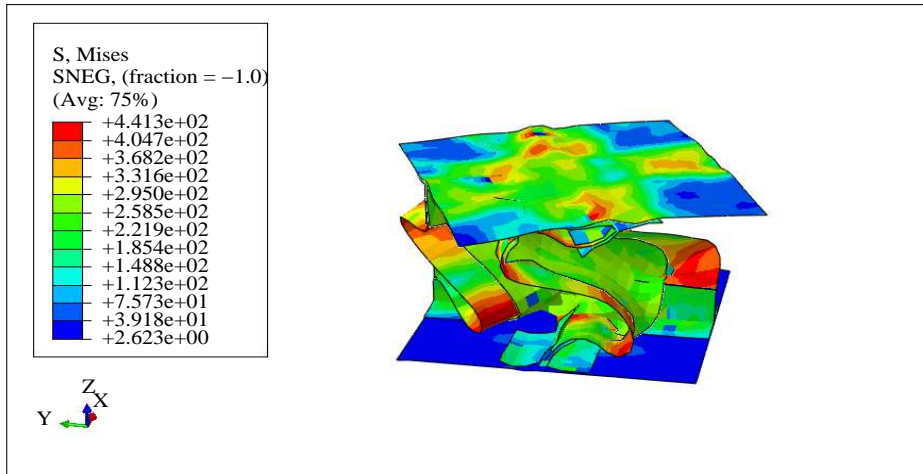 S, Mises
SNEG, (fraction = −1.0)
(Avg: 75%)
+4.413e+02
+4.047e+02
+3.682e+02
+3.316e+02
+2.950e+02
+2.585e+02
+2.219e+02
+1.854e+02
+1.488e+02
+1.123e+02
+7.573e+01
+3.918e+01
+2.623e+00
Z
X
Y